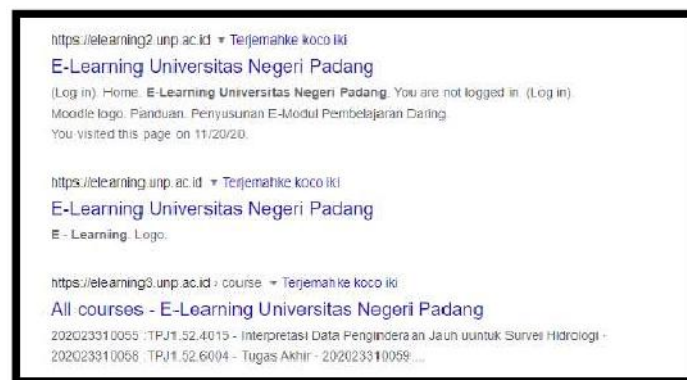 https://elearning2.unp.ac.id ▾ Terjemahke koco iki
E-Learning Universitas Negeri Padang
(Log in). Home. E-Learning Universitas Negeri Padang. You are not logged in. (Log in).
Moodle logo. Panduan. Penyusunan E-Modul Pembelajaran Daring.
You visited this page on 11/20/20.
https://elearning.unp.ac.id ▾ Terjemahke koco iki
E-Learning Universitas Negeri Padang
E - Learning. Logo.
https://elearning3.unp.ac.id › course ▾ Terjemahke koco iki
All courses - E-Learning Universitas Negeri Padang
202023310055 :TPJ1.52.4015 - Interpretasi Data Penginderaan Jauh uuntuk Survei Hidrologi -
202023310058 :TPJ1.52.6004 - Tugas Akhir - 202023310059 ...